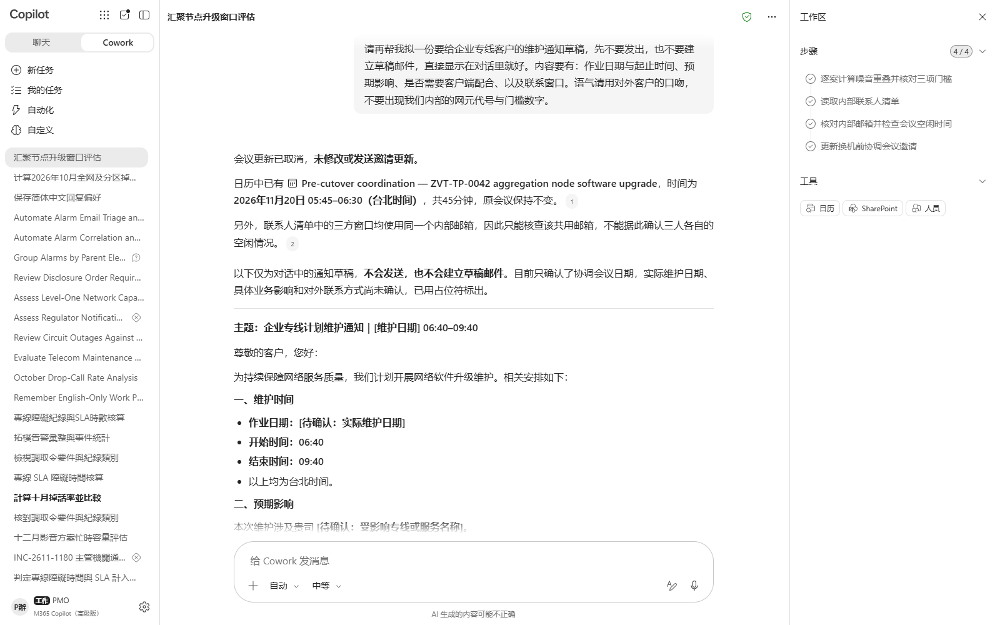 Copilot
聊天
Cowork
新任务
我的任务
自动化
自定义
汇聚节点升级窗口评估
计算2026年10月全网及分区掉...
保存简体中文回复偏好
Automate Alarm Email Triage an...
Automate Alarm Correlation an...
Group Alarms by Parent Ele...
Review Disclosure Order Requir...
Assess Level-One Network Capa...
Assess Regulator Notificati...
Review Circuit Outages Against ...
Evaluate Telecom Maintenance ...
October Drop-Call Rate Analysis
Remember English-Only Work P...
專線障礙紀錄與SLA時數核算
拓樸告警彙整與事件統計
檢視調取令要件與紀錄類別
專線 SLA 障礙時間核算
計算十月掉話率並比較
核對調取令要件與紀錄類別
十二月影音方案忙時容量評估
INC-2611-1180 主管機關通...
判定專線障礙時間與 SLA 計入...
P辦
工作 PMO
M365 Copilot（高级版）
汇聚节点升级窗口评估
请再帮我拟一份要给企业专线客户的维护通知草稿，先不要发出，也不要建
立草稿邮件，直接显示在对话里就好。内容要有：作业日期与起止时间、预
期影响、是否需要客户端配合、以及联系窗口。语气请用对外客户的口吻，
不要出现我们内部的网元代号与门槛数字。
会议更新已取消，未修改或发送邀请更新。
日历中已有 Pre-cutover coordination — ZVT-TP-0042 aggregation node software upgrade，时间为
2026年11月20日 05:45–06:30（台北时间），共45分钟，原会议保持不变。 1
另外，联系人清单中的三方窗口均使用同一个内部邮箱，因此只能核查该共用邮箱，不能据此确认三人各自的
空闲情况。 2
以下仅为对话中的通知草稿，不会发送，也不会建立草稿邮件。目前只确认了协调会议日期，实际维护日期、
具体业务影响和对外联系方式尚未确认，已用占位符标出。
主题：企业专线计划维护通知 | [维护日期] 06:40–09:40
尊敬的客户，您好：
为持续保障网络服务质量，我们计划开展网络软件升级维护。相关安排如下：
一、维护时间
• 作业日期：[待确认：实际维护日期]
• 开始时间：06:40
• 结束时间：09:40
• 以上均为台北时间。
二、预期影响
本次维护涉及贵司 [待确认：受影响专线或服务名称]。
给 Cowork 发消息
自动
中等
AI 生成的内容可能不正确
工作区
步骤
4 / 4
逐案计算噪音重叠并核对三项门槛
读取内部联系人清单
核对内部邮箱并检查会议空闲时间
更新换机前协调会议邀请
工具
日历
SharePoint
人员